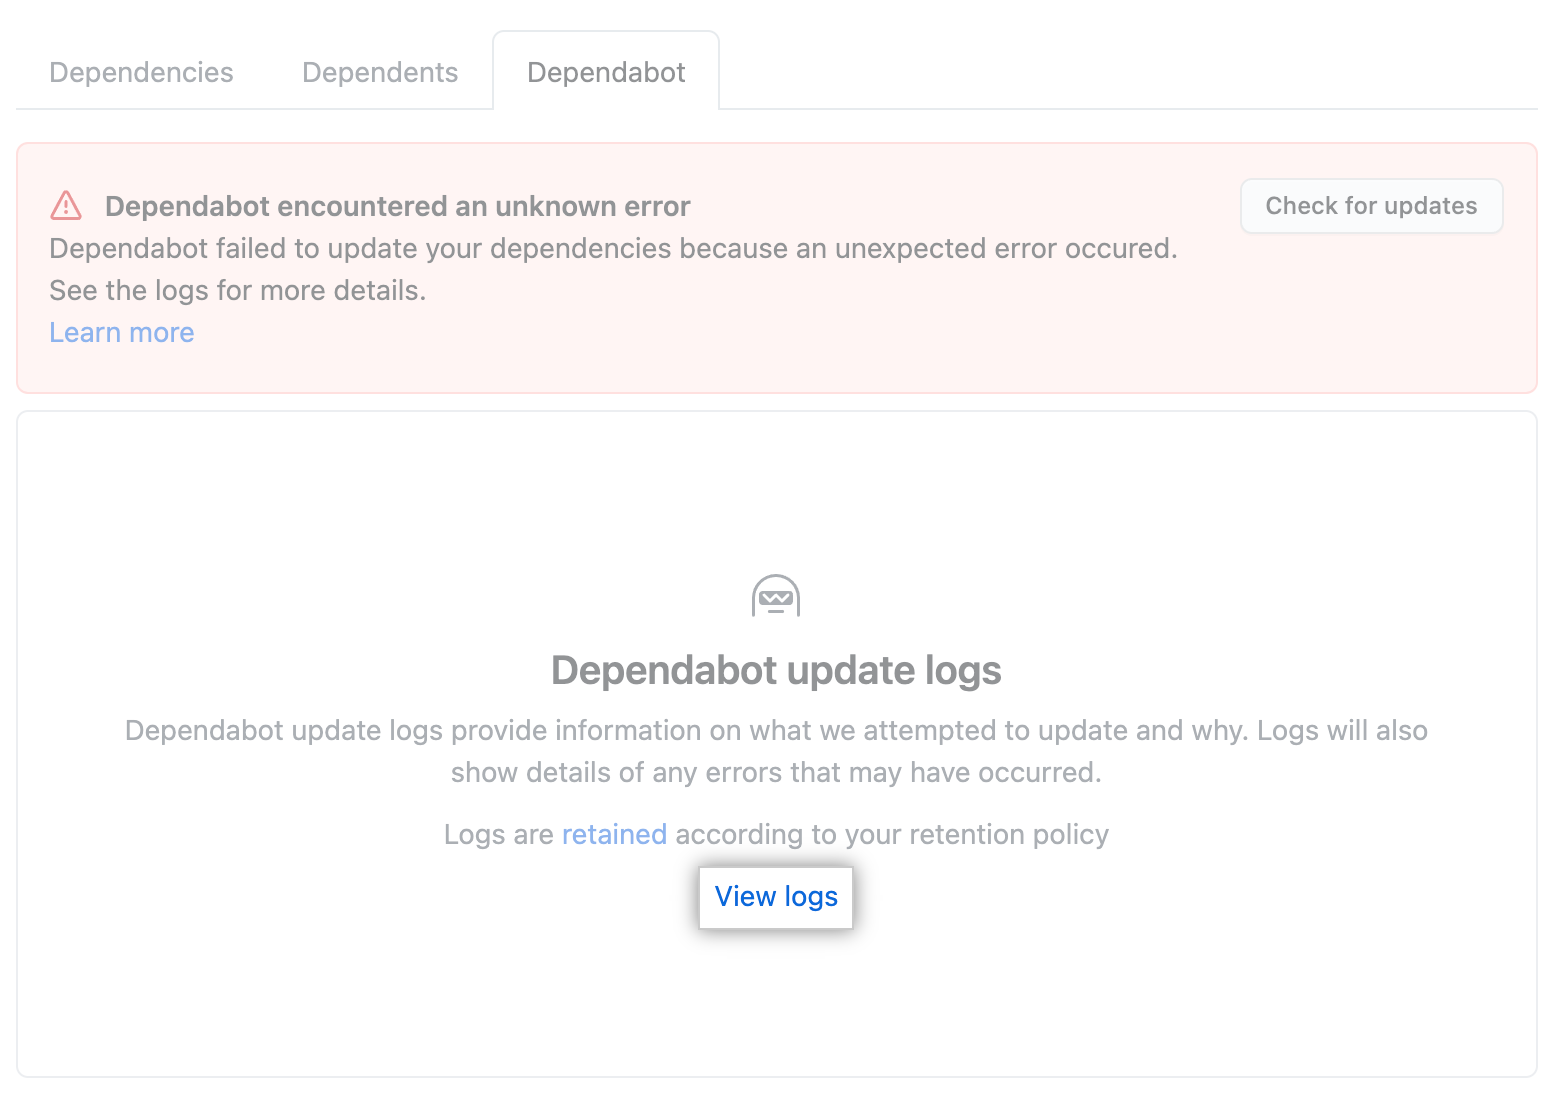 Dependencies Dependents Dependabot
Dependabot encountered an unknown error
Check for updates
Dependabot failed to update your dependencies because an unexpected error occured.
See the logs for more details.
Learn more
Dependabot update logs
Dependabot update logs provide information on what we attempted to update and why. Logs will also
show details of any errors that may have occurred.
Logs are retained according to your retention policy
View logs